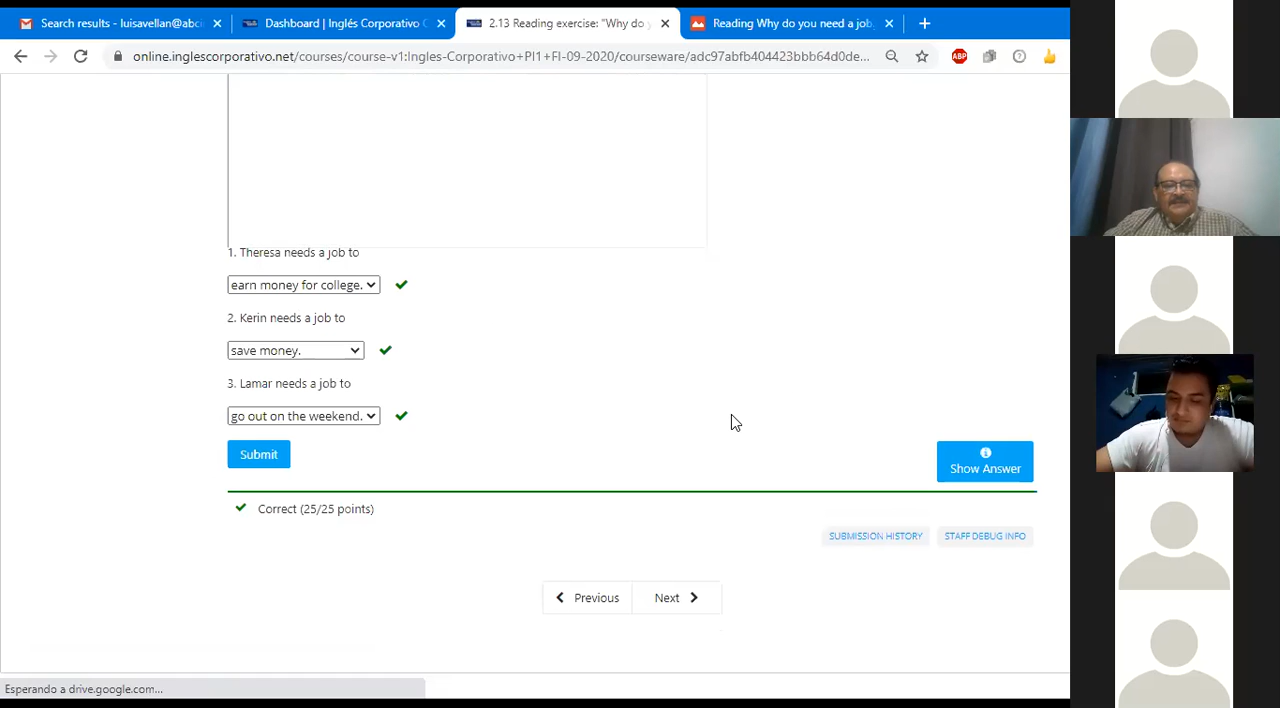 Search results - luisavellan@abci
Dashboard | Inglés Corporativo C
2.13 Reading exercise: "Why do y
Reading Why do you need a job.
online.inglescorporativo.net/courses/course-v1:Ingles-Corporativo+PI1+FI-09-2020/courseware/adc97abfb404423bbb64d0de...
ABP
1. Theresa needs a job to
earn money for college.
2. Kerin needs a job to
save money.
3. Lamar needs a job to
go out on the weekend.
Submit
Show Answer
Correct (25/25 points)
SUBMISSION HISTORY
STAFF DEBUG INFO
Previous
Next
Esperando a drive.google.com...